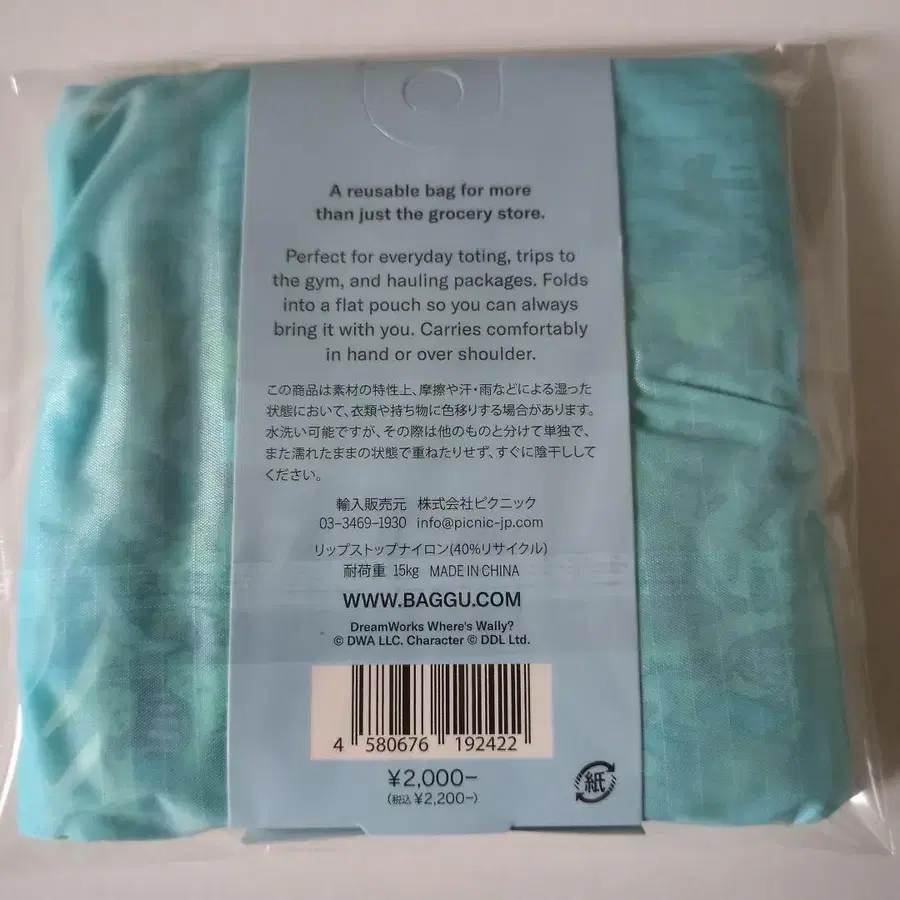 A reusable bag for more
than just the grocery store.
Perfect for everyday toting, trips to
the gym, and hauling packages. Folds
into a flat pouch so you can always
bring it with you. Carries comfortably
in hand or over shoulder.
この商品は素材の特性上、摩擦や汗・雨などによる湿った
状態において、衣類や持ち物に色移りする場合があります。
水洗い可能ですが、その際は他のものと分けて単独で、
また濡れたままの状態で重ねたりせず、すぐに陰干しして
ください。
輸入販売元 株式会社ピクニック
03-3469-1930 info@picnic-jp.com
リップストップナイロン(40%リサイクル)
耐荷重 15kg MADE IN CHINA
WWW.BAGGU.COM
DreamWorks Where's Wally?
© DWA LLC. Character © DDL Ltd.
4 580676 192422
¥2,000-
(税込 ¥2,200-)
紙